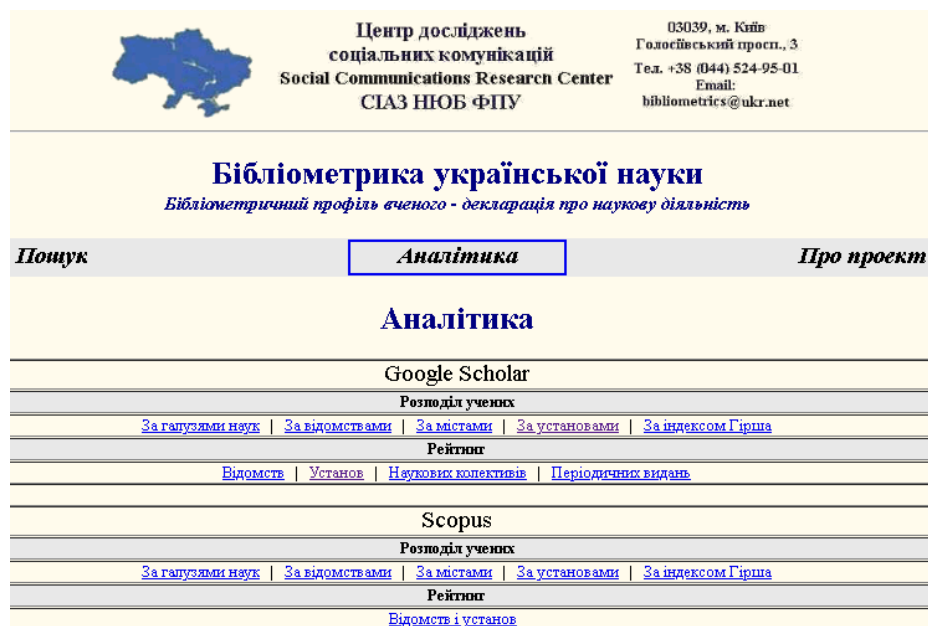 Центр досліджень
соціальних комунікацій
Social Communications Research Center
СІАЗ НЮБ ФПУ
03039, м. Київ
Голосіївський просп., 3
Тел. +38 (044) 524-95-01
Email:
bibliometrics@ukr.net
Бібліометрика української науки
Бібліометричний профіль вченого - декларація про наукову діяльність
Пошук Аналітика Про проект
Аналітика
Google Scholar
Розподіл учених
За галузями наук | За відомствами | За містами | За установами | За індексом Гірша
Рейтинг
Відомств | Установ | Наукових колективів | Періодичних видань
Scopus
Розподіл учених
За галузями наук | За відомствами | За містами | За установами | За індексом Гірша
Рейтинг
Відомств і установ